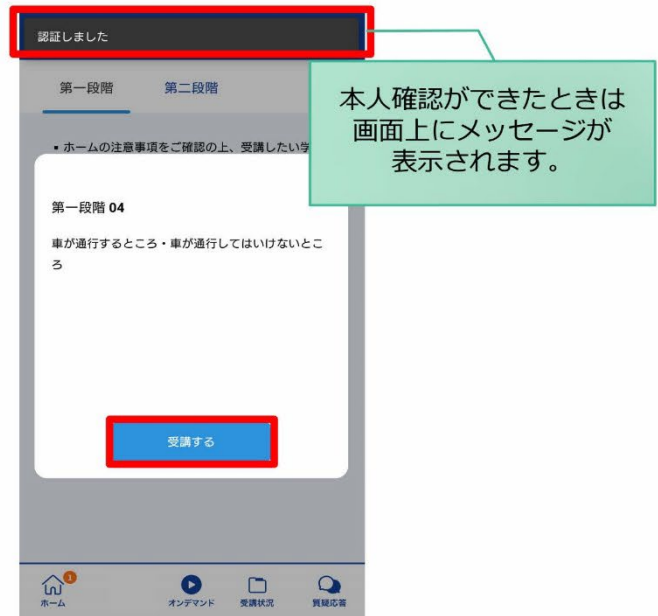 認証しました
第一段階
第二段階
本人確認ができたときは
画面上にメッセージが
表示されます。
▪ホームの注意事項をご確認の上、受講したい学
第一段階 04
車が通行するところ・車が通行してはいけないとこ
ろ
受講する
1
ホーム
オンデマンド
受講状況
質疑応答